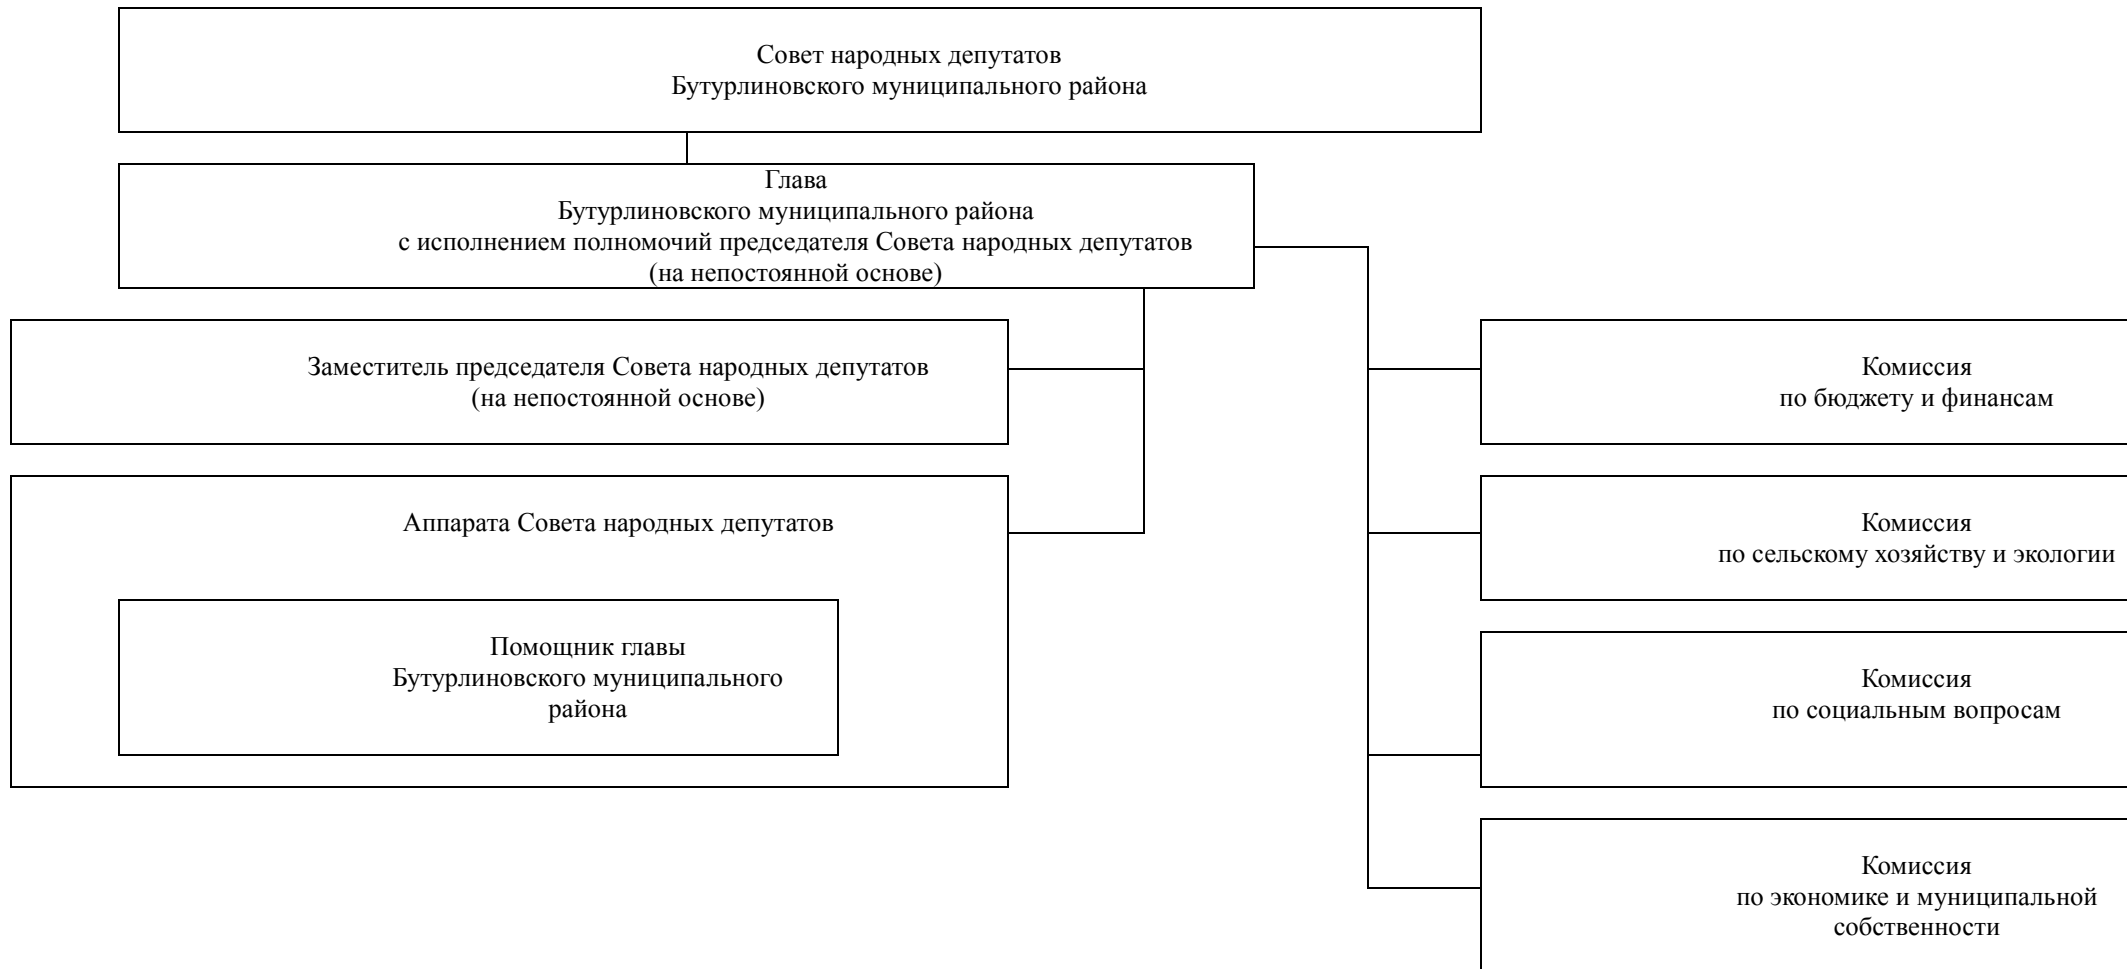 Совет народных депутатов
Бутурлиновского муниципального района
Глава
Бутурлиновского муниципального района
с исполнением полномочий председателя Совета народных депутатов
(на непостоянной основе)
Заместитель председателя Совета народных депутатов
(на непостоянной основе)
Аппарата Совета народных депутатов
Помощник главы
Бутурлиновского муниципального
района
Комиссия
по бюджету и финансам
Комиссия
по сельскому хозяйству и экологии
Комиссия
по социальным вопросам
Комиссия
по экономике и муниципальной
собственности